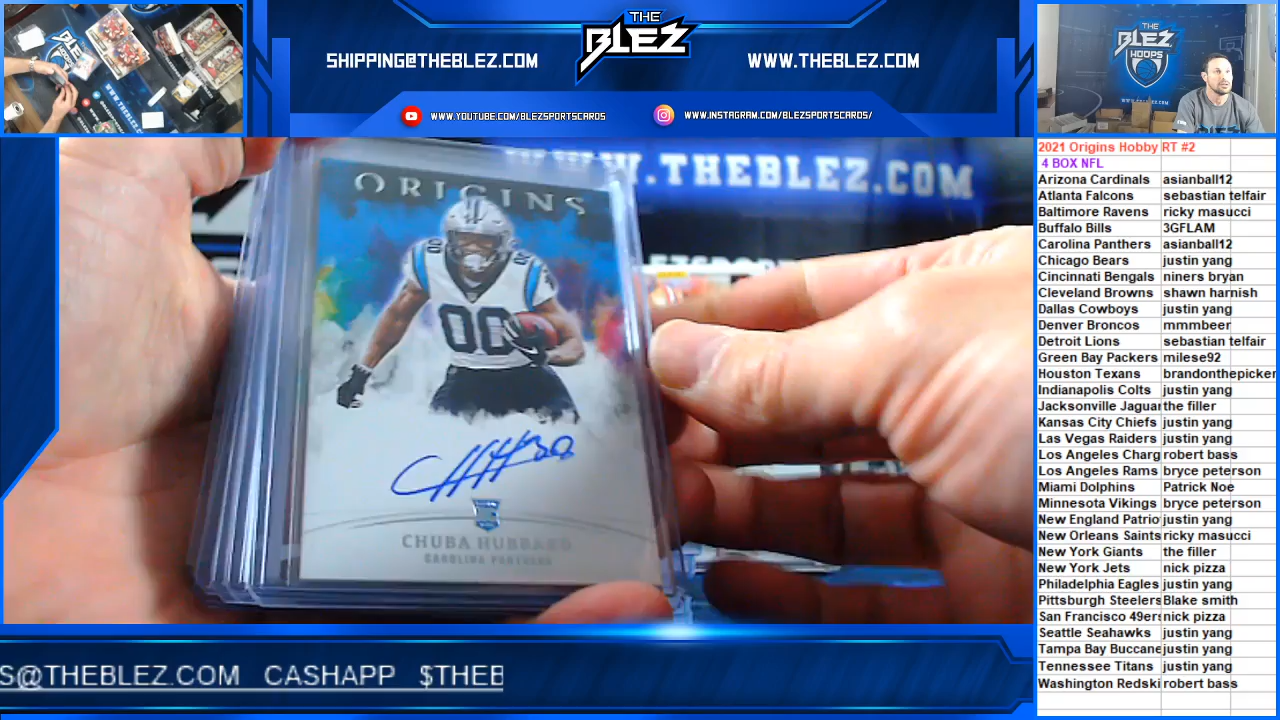 SHIPPING@THEBLEZ.COM
THE
BLEZ
WWW.THEBLEZ.COM
WWW.YOUTUBE.COM/BLEZSPORTSCARDS
WWW.INSTAGRAM.COM/BLEZSPORTSCARDS/
THE
BLEZ
HOOPS
WWW.THEBLEZ.COM
ORIGINS
00
CHUBA HUBBARD
CAROLINA PANTHERS
S@THEBLEZ.COM CASHAPP $THEB
2021 Origins Hobby RT #2
4 BOX NFL
Arizona Cardinals asianball12
Atlanta Falcons sebastian telfair
Baltimore Ravens ricky masucci
Buffalo Bills 3GFLAM
Carolina Panthers asianball12
Chicago Bears justin yang
Cincinnati Bengals niners bryan
Cleveland Browns shawn harnish
Dallas Cowboys justin yang
Denver Broncos mmmbeer
Detroit Lions sebastian telfair
Green Bay Packers milese92
Houston Texans brandonthepicker
Indianapolis Colts justin yang
Jacksonville Jaguar the filler
Kansas City Chiefs justin yang
Las Vegas Raiders justin yang
Los Angeles Charg robert bass
Los Angeles Rams bryce peterson
Miami Dolphins Patrick Noe
Minnesota Vikings bryce peterson
New England Patrio justin yang
New Orleans Saints ricky masucci
New York Giants the filler
New York Jets nick pizza
Philadelphia Eagles justin yang
Pittsburgh Steelers Blake smith
San Francisco 49ers nick pizza
Seattle Seahawks justin yang
Tampa Bay Buccane justin yang
Tennessee Titans justin yang
Washington Redski robert bass